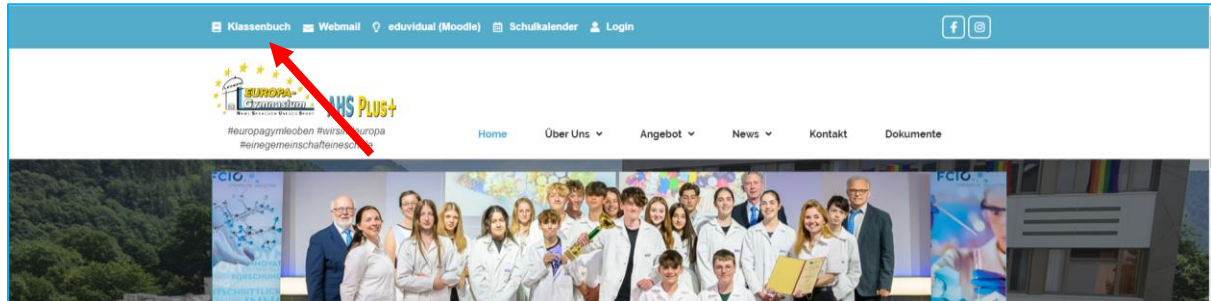 Klassenbuch Webmail eduvidual (Moodle) Schulkalender Login
EUROPA-
Gymnasium
AHS PLUS+
#europagymleoben #wirsindeuropa
#einegemeinschafteineschule
Home Über Uns Angebot News Kontakt Dokumente
FCIO
FCIO